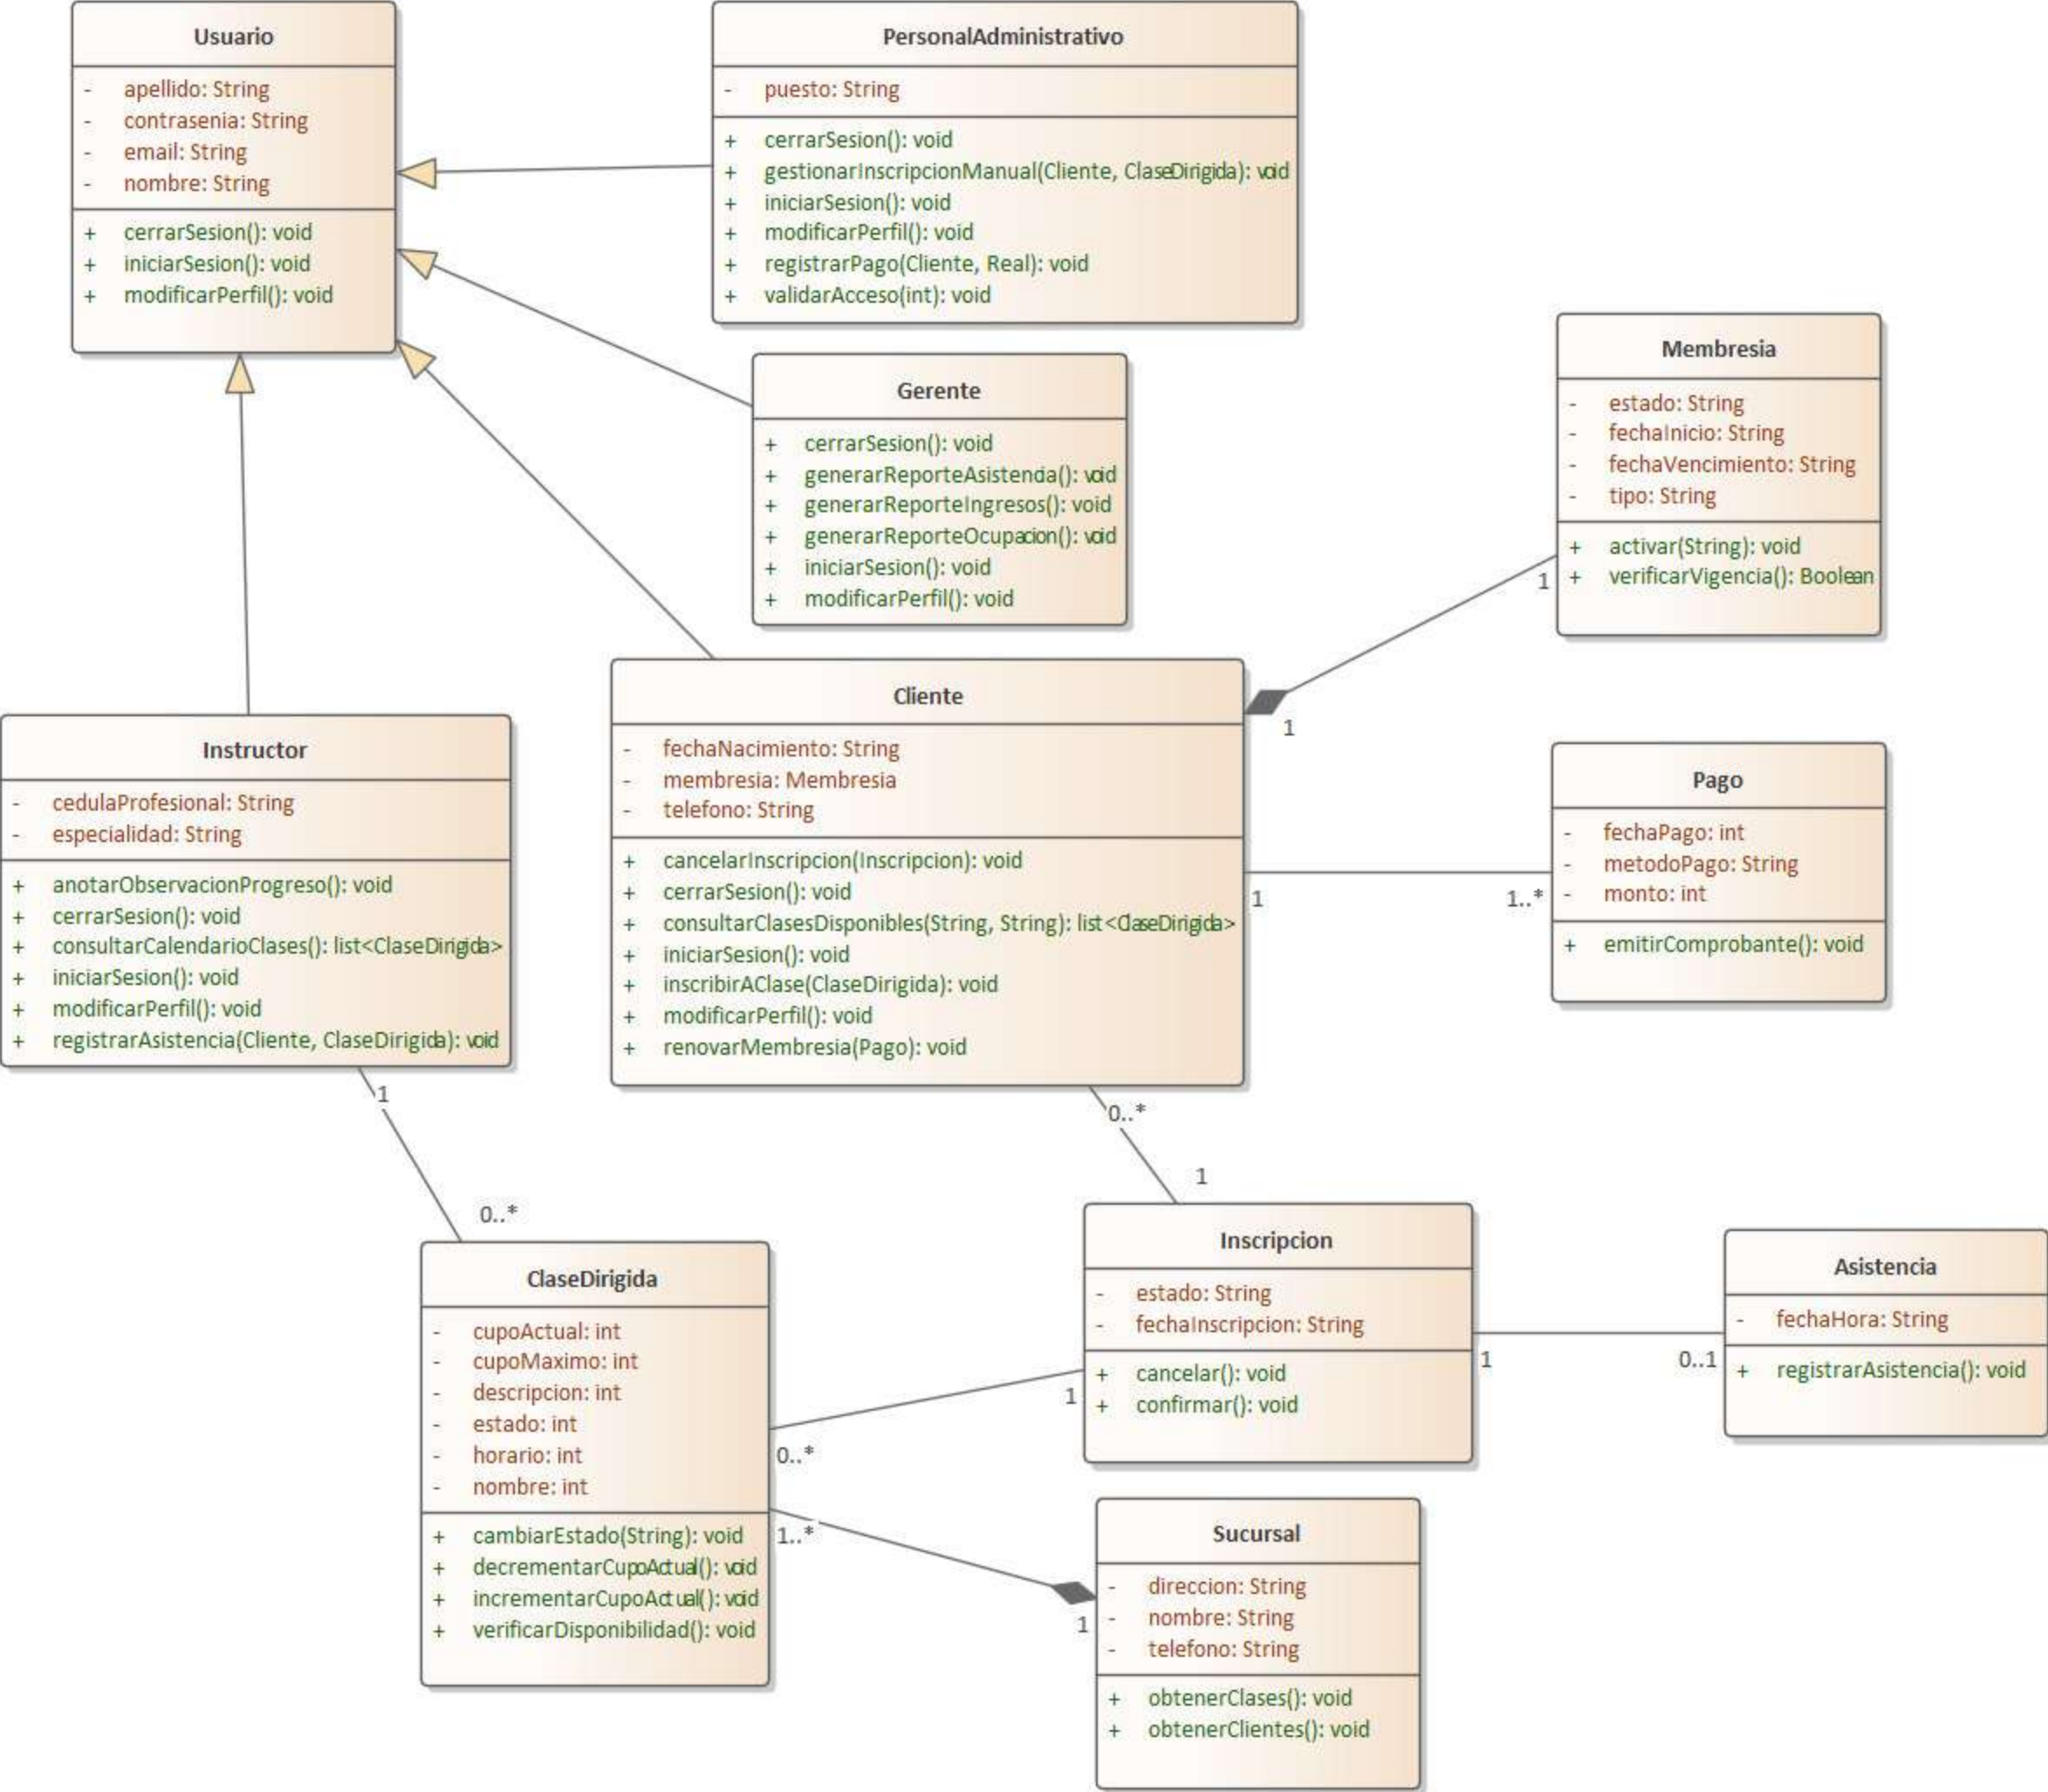 Usuario
- apellido: String
- contrasenia: String
- email: String
- nombre: String
+ cerrarSesion(): void
+ iniciarSesion(): void
+ modificarPerfil(): void
PersonalAdministrativo
- puesto: String
+ cerrarSesion(): void
+ gestionarInscripcionManual(Cliente, ClaseDirigida): void
+ iniciarSesion(): void
+ modificarPerfil(): void
+ registrarPago(Cliente, Real): void
+ validarAcceso(int): void
Gerente
+ cerrarSesion(): void
+ generarReporteAsistencia(): void
+ generarReporteIngresos(): void
+ generarReporteOcupacion(): void
+ iniciarSesion(): void
+ modificarPerfil(): void
Membresia
- estado: String
- fechaInicio: String
- fechaVencimiento: String
- tipo: String
+ activar(String): void
+ verificarVigencia(): Boolean
1
1
Instructor
- cedulaProfesional: String
- especialidad: String
+ anotarObservacionProgreso(): void
+ cerrarSesion(): void
+ consultarCalendarioClases(): list<ClaseDirigida>
+ iniciarSesion(): void
+ modificarPerfil(): void
+ registrarAsistencia(Cliente, ClaseDirigida): void
Cliente
- fechaNacimiento: String
- membresia: Membresia
- telefono: String
+ cancelarInscripcion(Inscripcion): void
+ cerrarSesion(): void
+ consultarClasesDisponibles(String, String): list<ClaseDirigida>
+ iniciarSesion(): void
+ inscribirAClase(ClaseDirigida): void
+ modificarPerfil(): void
+ renovarMembresia(Pago): void
1
1..*
Pago
- fechaPago: int
- metodoPago: String
- monto: int
+ emitirComprobante(): void
1
0..*
0..*
1
ClaseDirigida
- cupoActual: int
- cupoMaximo: int
- descripcion: int
- estado: int
- horario: int
- nombre: int
+ cambiarEstado(String): void
+ decrementarCupoActual(): void
+ incrementarCupoActual(): void
+ verificarDisponibilidad(): void
Inscripcion
- estado: String
- fechaInscripcion: String
+ cancelar(): void
+ confirmar(): void
1
0..*
1
0..1
Asistencia
- fechaHora: String
+ registrarAsistencia(): void
1..*
1
Sucursal
- direccion: String
- nombre: String
- telefono: String
+ obtenerClases(): void
+ obtenerClientes(): void